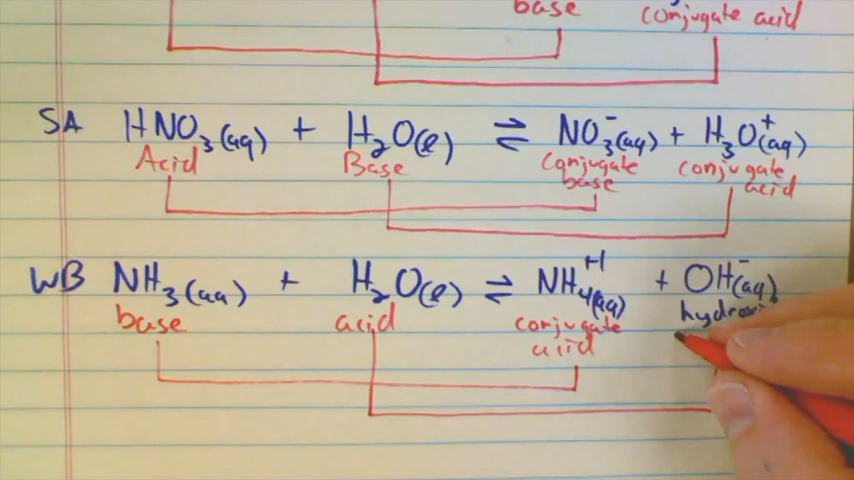 base
conjugate acid
SA HNO₃(aq) + H₂O(ℓ) ⇌ NO₃⁻(aq) + H₃O⁺(aq)
Acid Base conjugate base conjugate acid
WB NH₃(aq) + H₂O(ℓ) ⇌ NH₄⁺¹(aq) + OH⁻(aq)
base acid conjugate acid